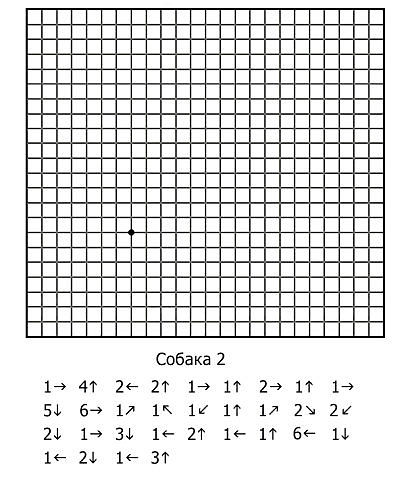 Собака 2
1→ 4↑ 2← 2↑ 1→ 1↑ 2→ 1↑ 1→
5↓ 6→ 1↗ 1↖ 1↙ 1↑ 1↗ 2↘ 2↙
2↓ 1→ 3↓ 1← 2↑ 1← 1↑ 6← 1↓
1← 2↓ 1← 3↑